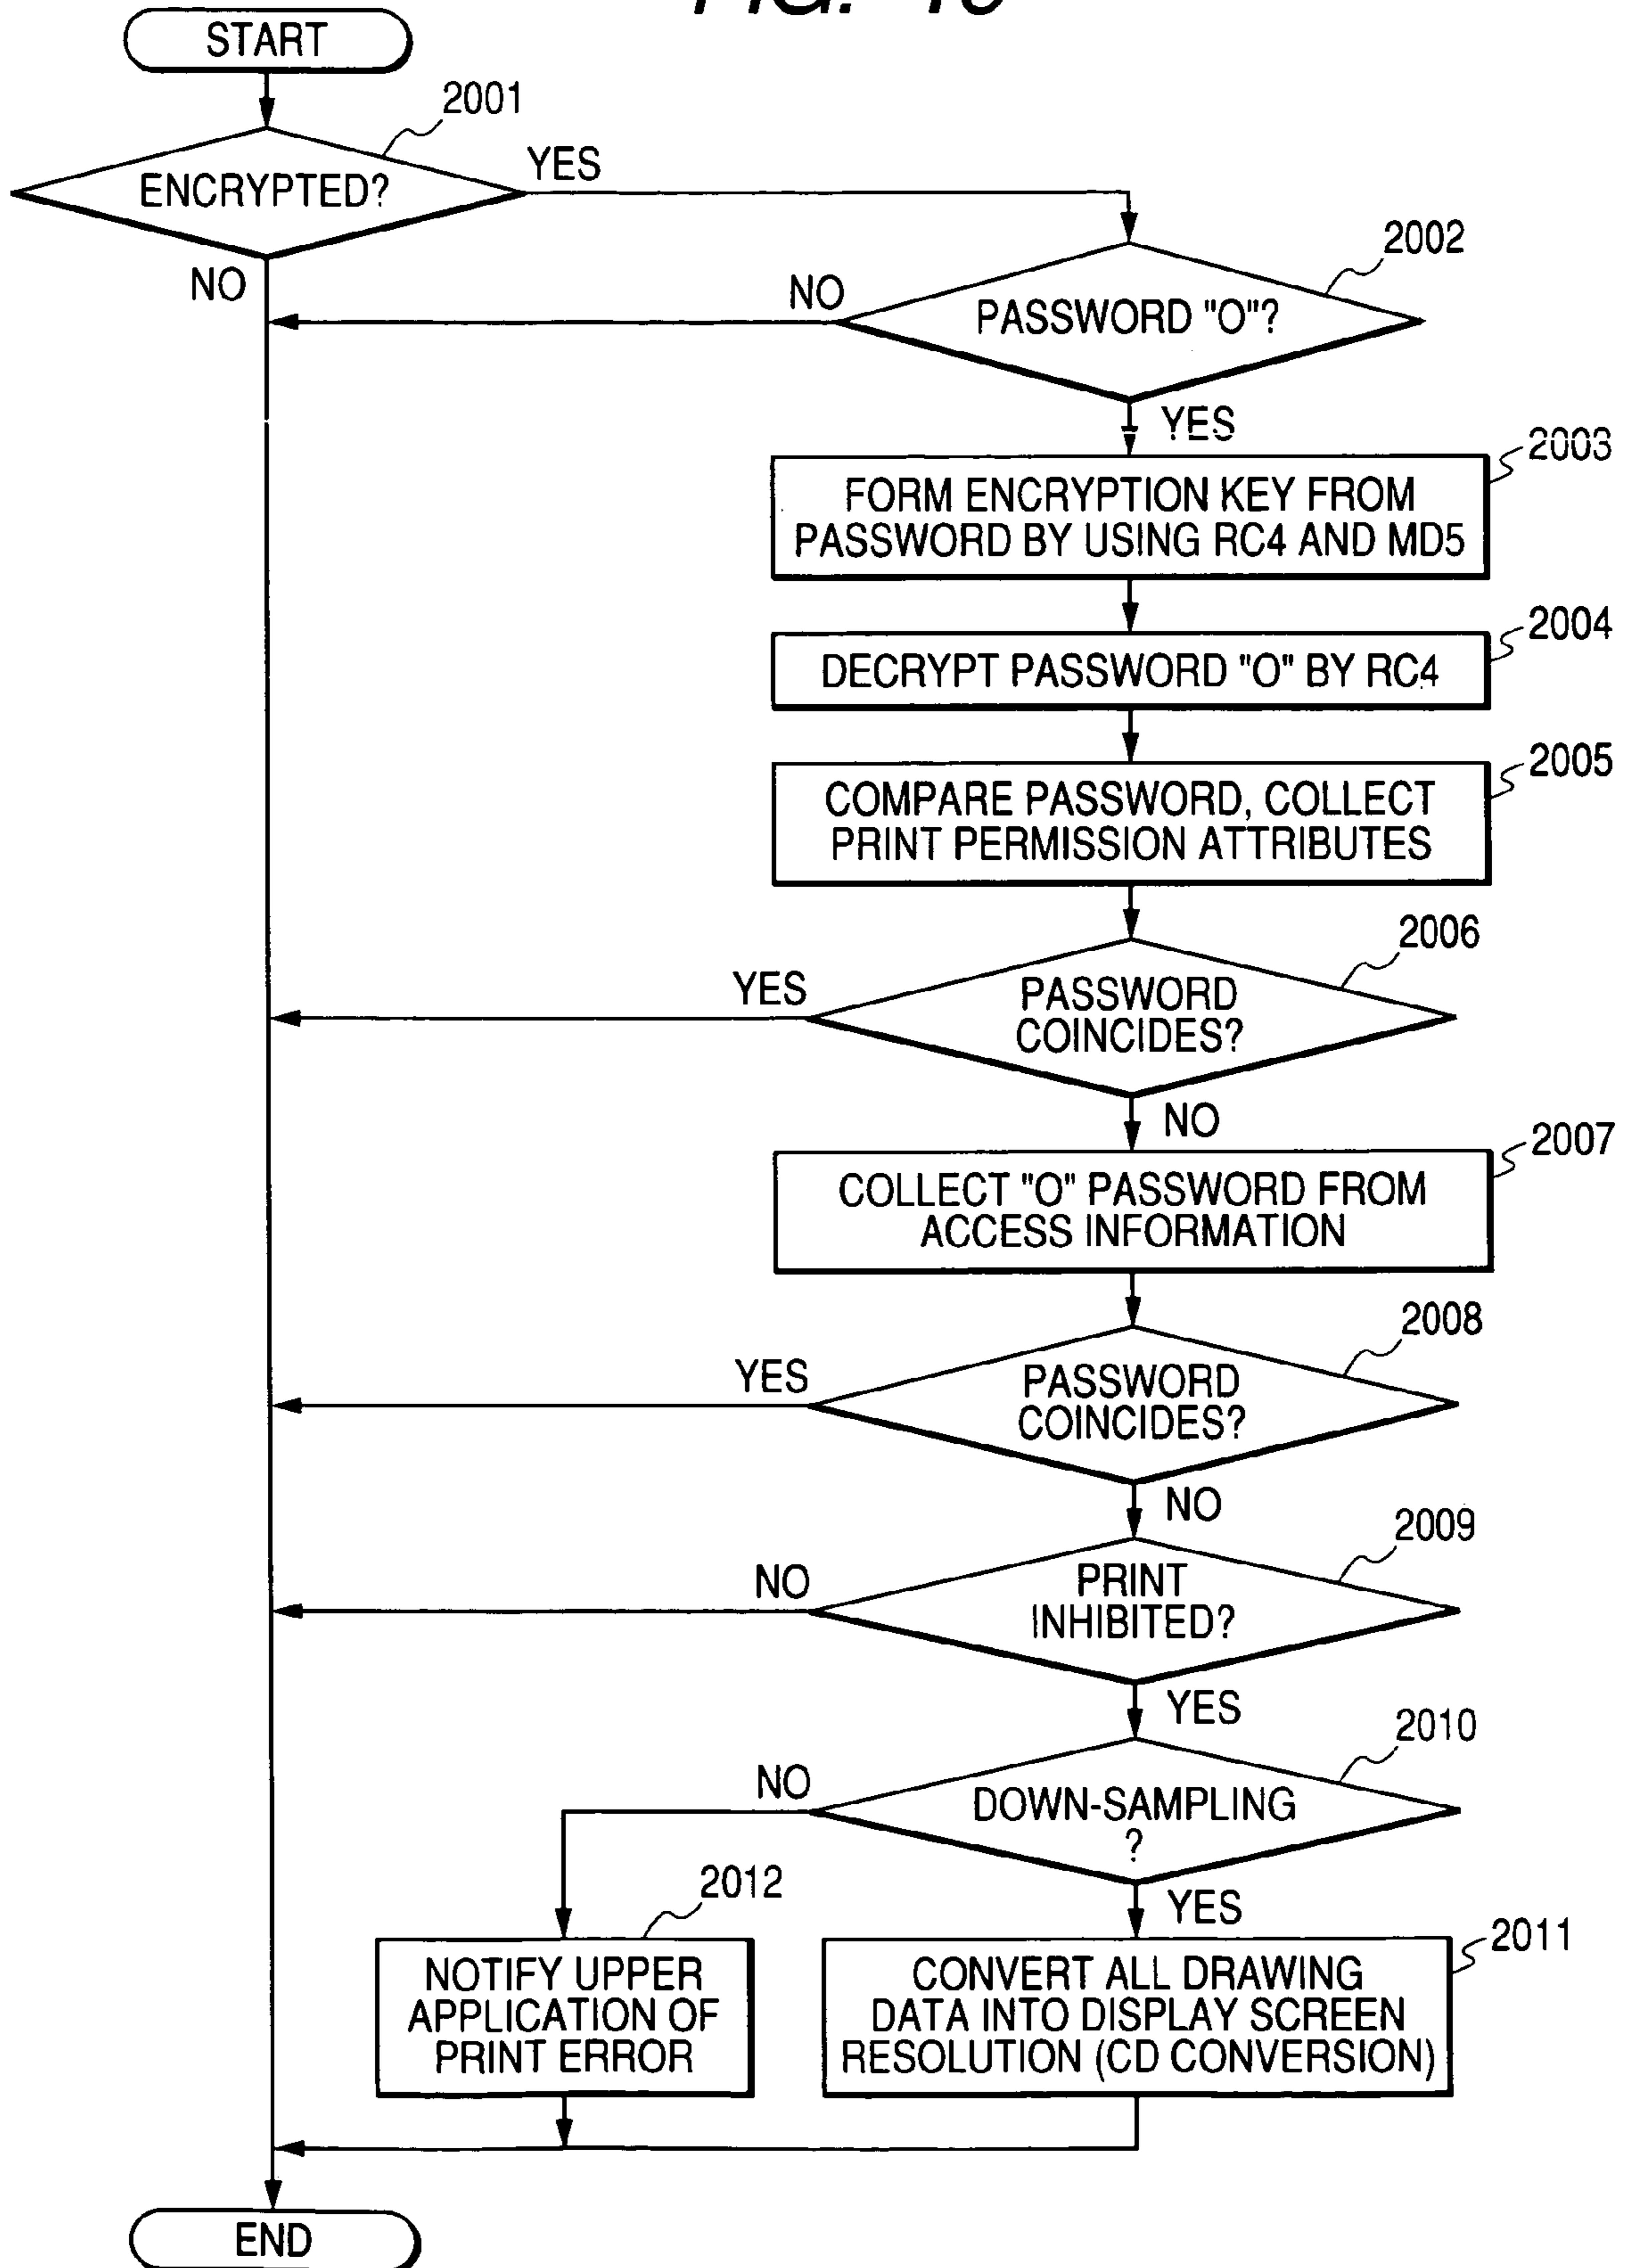 START
2001
ENCRYPTED?
YES
NO
2002
PASSWORD "O"?
NO
YES
2003
FORM ENCRYPTION KEY FROM
PASSWORD BY USING RC4 AND MD5
2004
DECRYPT PASSWORD "O" BY RC4
2005
COMPARE PASSWORD, COLLECT
PRINT PERMISSION ATTRIBUTES
2006
PASSWORD
COINCIDES?
YES
NO
2007
COLLECT "O" PASSWORD FROM
ACCESS INFORMATION
2008
PASSWORD
COINCIDES?
YES
NO
2009
PRINT
INHIBITED?
NO
YES
2010
DOWN-SAMPLING
?
NO
YES
2012
NOTIFY UPPER
APPLICATION OF
PRINT ERROR
2011
CONVERT ALL DRAWING
DATA INTO DISPLAY SCREEN
RESOLUTION (CD CONVERSION)
END